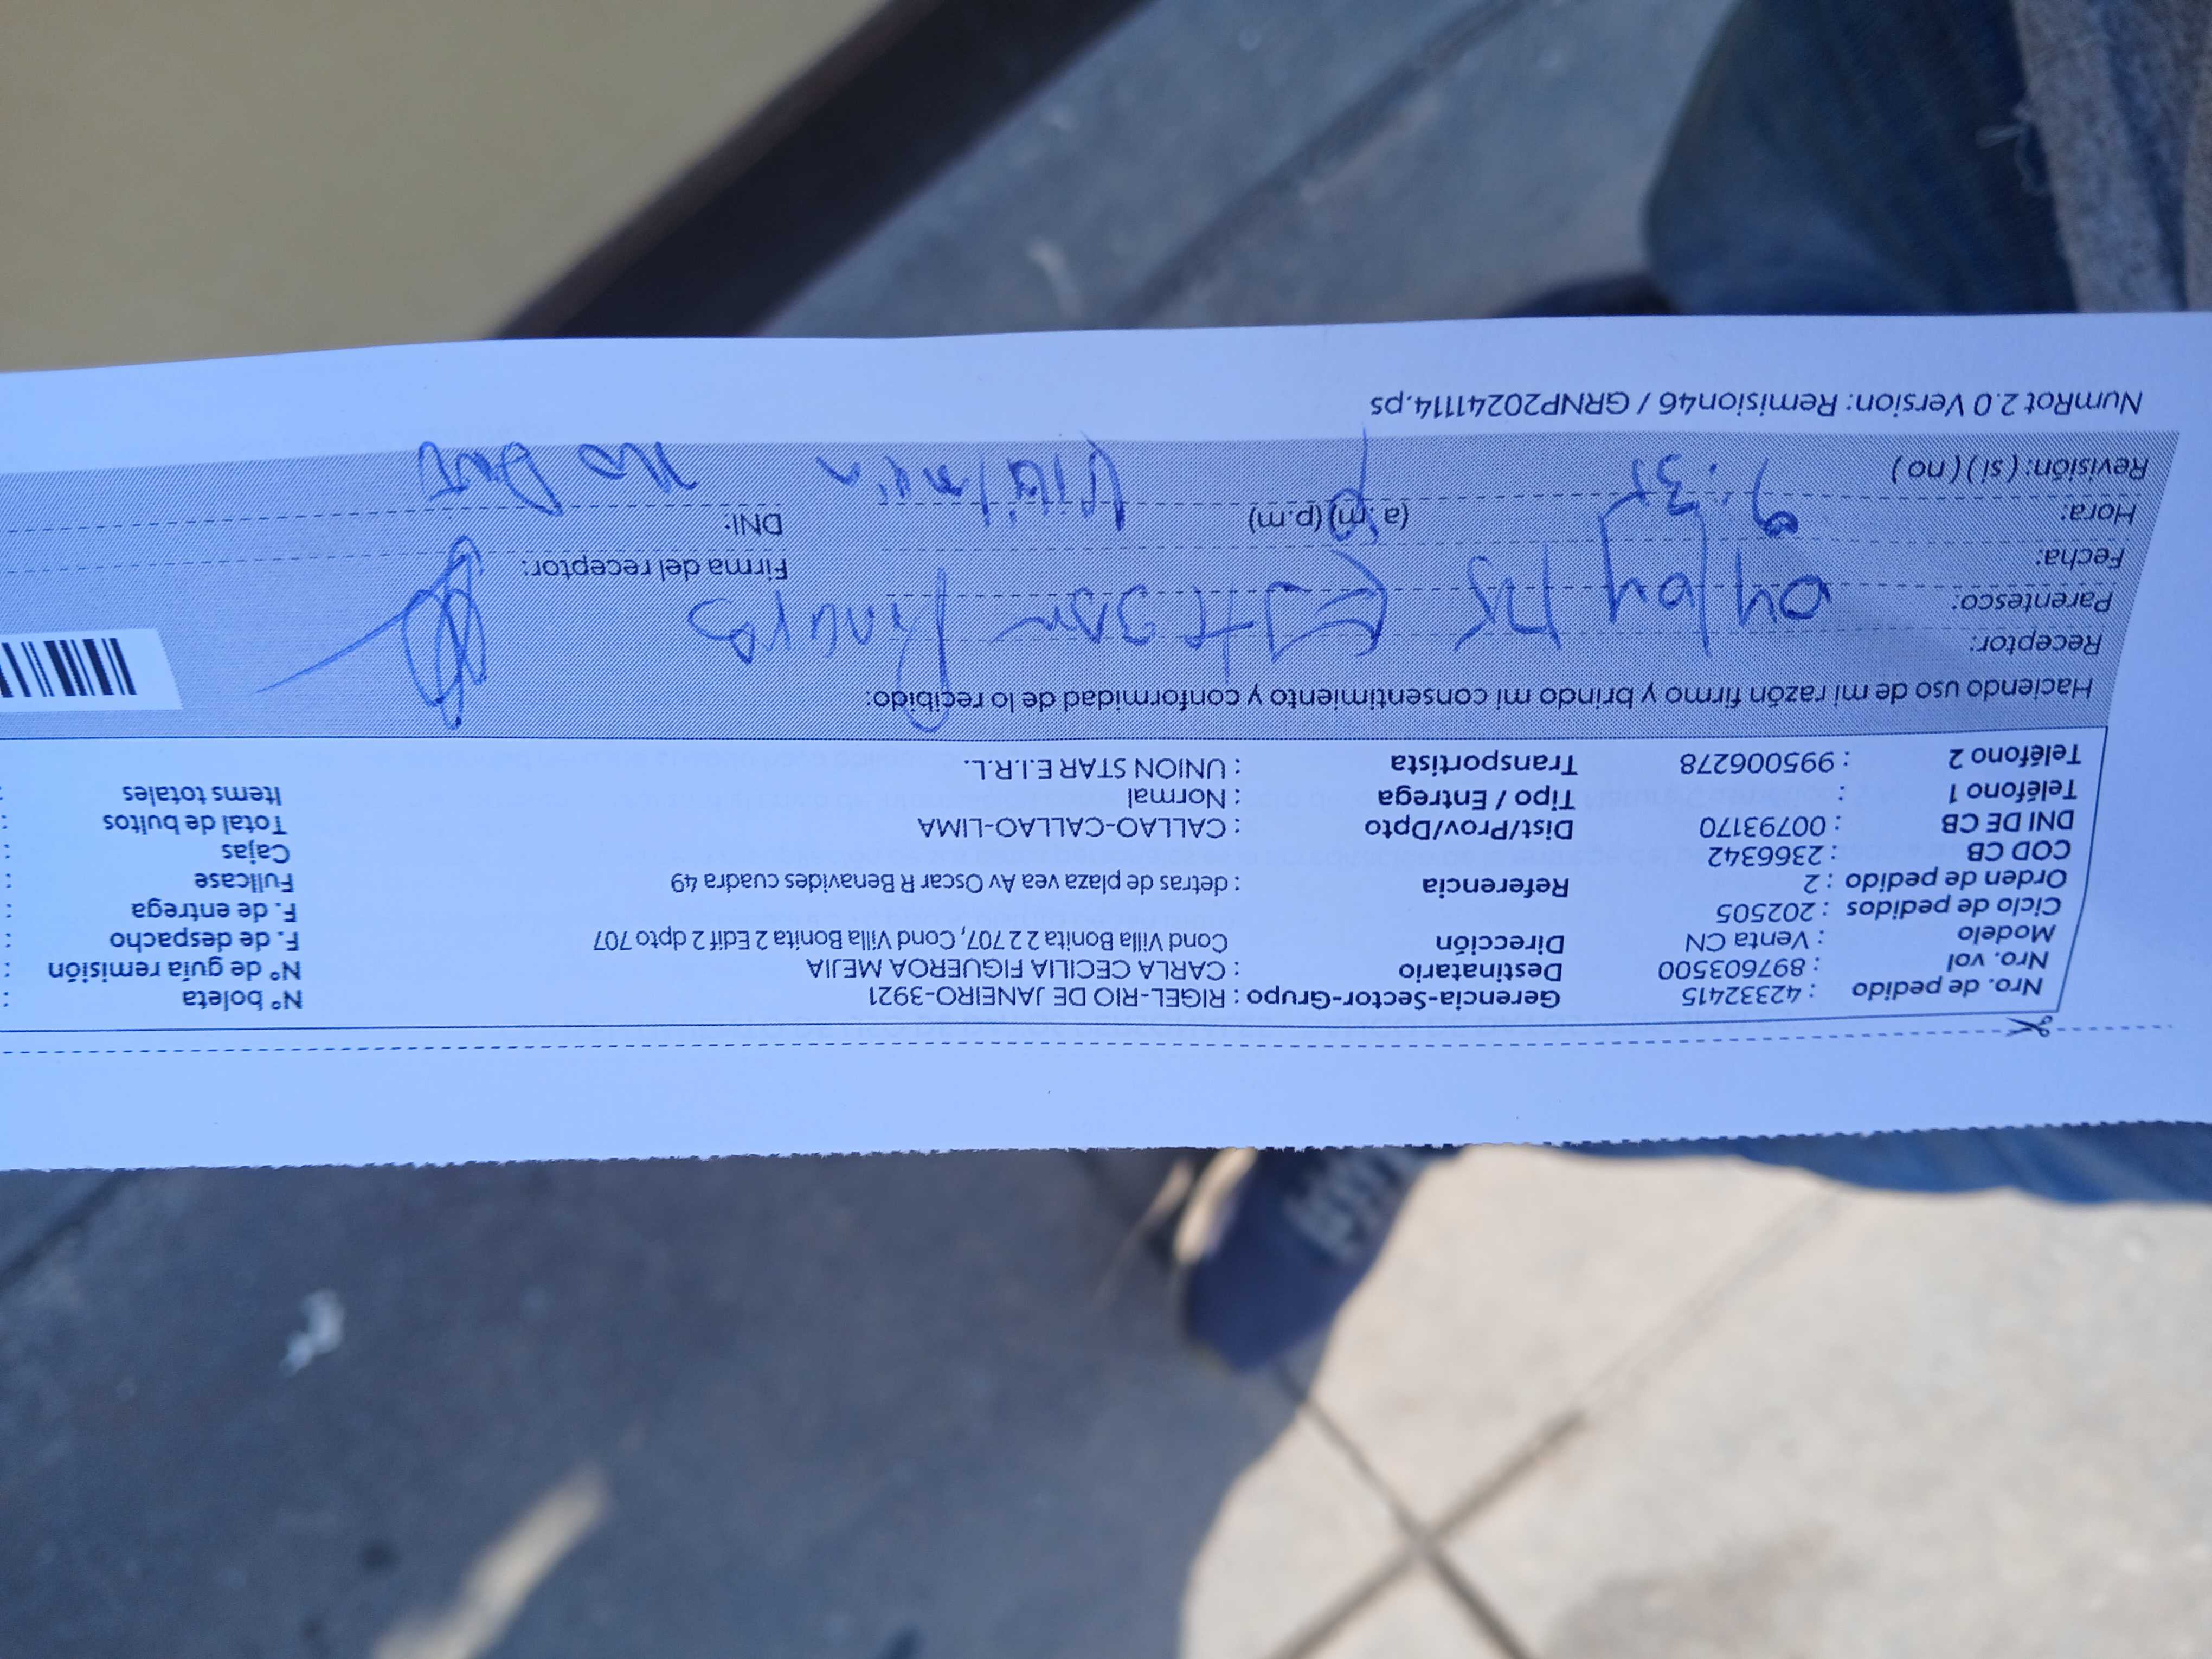 Nro. de pedido : 42332415 Gerencia-Sector-Grupo : RIGEL-RIO DE JANEIRO-3921 N° boleta :
Nro. vol : 897603500 Destinatario : CARLA CECILIA FIGUEROA MEJIA N° de guía remisión :
Modelo : Venta CN Dirección Cond Villa Bonita 2 2 707, Cond Villa Bonita 2 Edif 2 dpto 707 F. de despacho :
Ciclo de pedidos : 202505 F. de entrega :
Orden de pedido : 2 Referencia : detras de plaza vea Av Oscar R Benavides cuadra 49 Fullcase :
COD CB : 2366342 Cajas :
DNI DE CB : 00793170 Dist/Prov/Dpto : CALLAO-CALLAO-LIMA Total de bultos :
Teléfono 1 : Tipo / Entrega : Normal Items totales :
Teléfono 2 : 995006278 Transportista : UNION STAR E.I.R.L.
Haciendo uso de mi razón firmo y brindo mi consentimiento y conformidad de lo recibido:
Receptor:
Parentesco: 04/04/25
Fecha: Firma del receptor:
Hora: 9:35 (a.m) (p.m) DNI:
Revisión: (si) (no) no
NumRot 2.0 Version: Remision46 / GRNP20241114.ps